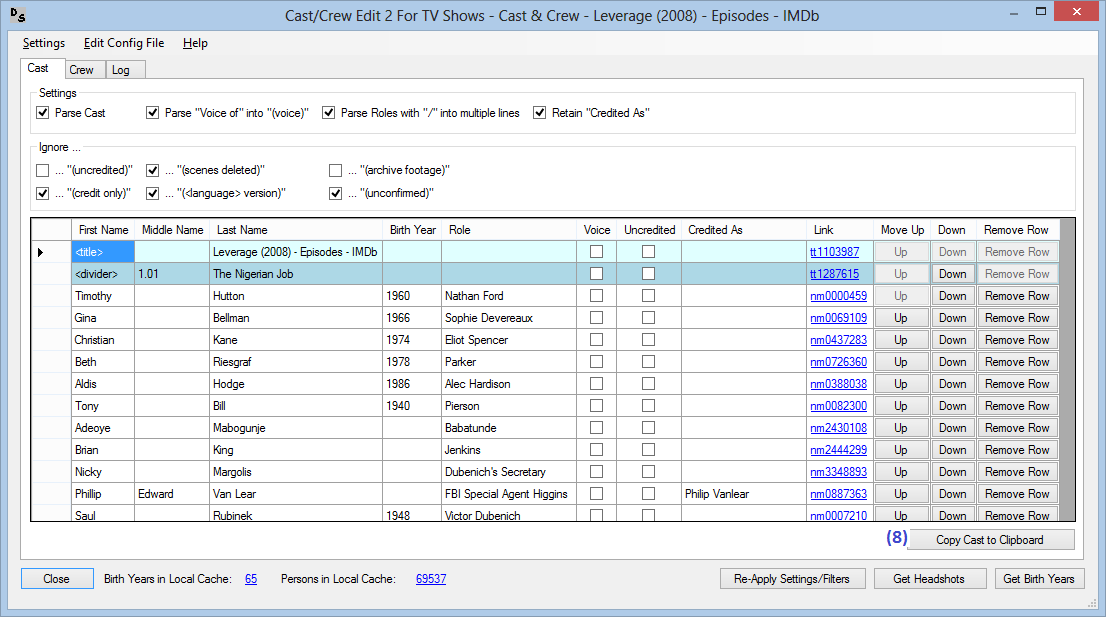 Cast/Crew Edit 2 For TV Shows - Cast & Crew - Leverage (2008) - Episodes - IMDb
Settings Edit Config File Help
Cast Crew Log
Settings
Parse Cast Parse "Voice of" into "(voice)" Parse Roles with "/" into multiple lines Retain "Credited As"
Ignore ...
... "(uncredited)" ... "(scenes deleted)" ... "(archive footage)"
... "(credit only)" ... "(<language> version)" ... "(unconfirmed)"
First Name Middle Name Last Name Birth Year Role Voice Uncredited Credited As Link Move Up Down Remove Row
<title> Leverage (2008) - Episodes - IMDb tt1103987 Up Down Remove Row
<divider> 1.01 The Nigerian Job tt1287615 Up Down Remove Row
Timothy Hutton 1960 Nathan Ford nm0000459 Up Down Remove Row
Gina Bellman 1966 Sophie Devereaux nm0069109 Up Down Remove Row
Christian Kane 1974 Eliot Spencer nm0437283 Up Down Remove Row
Beth Riesgraf 1978 Parker nm0726360 Up Down Remove Row
Aldis Hodge 1986 Alec Hardison nm0388038 Up Down Remove Row
Tony Bill 1940 Pierson nm0082300 Up Down Remove Row
Adeoye Mabogunje Babatunde nm2430108 Up Down Remove Row
Brian King Jenkins nm2444299 Up Down Remove Row
Nicky Margolis Dubenich's Secretary nm3348893 Up Down Remove Row
Phillip Edward Van Lear FBI Special Agent Higgins Philip Vanlear nm0887363 Up Down Remove Row
Saul Rubinek 1948 Victor Dubenich nm0007210 Up Down Remove Row
(8) Copy Cast to Clipboard
Close Birth Years in Local Cache: 65 Persons in Local Cache: 69537 Re-Apply Settings/Filters Get Headshots Get Birth Years